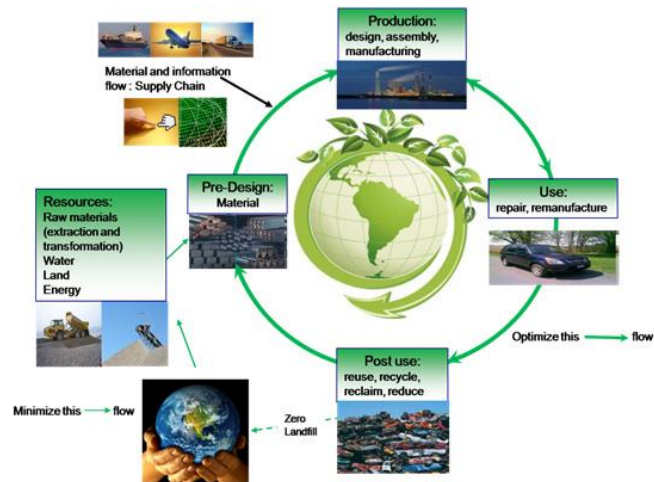 Production:
design, assembly,
manufacturing
Material and information
flow : Supply Chain
Pre-Design:
Material
Resources:
Raw materials
(extraction and
transformation)
Water
Land
Energy
Use:
repair, remanufacture
Optimize this
flow
Post use:
reuse, recycle,
reclaim, reduce
Minimize this
flow
Zero
Landfill